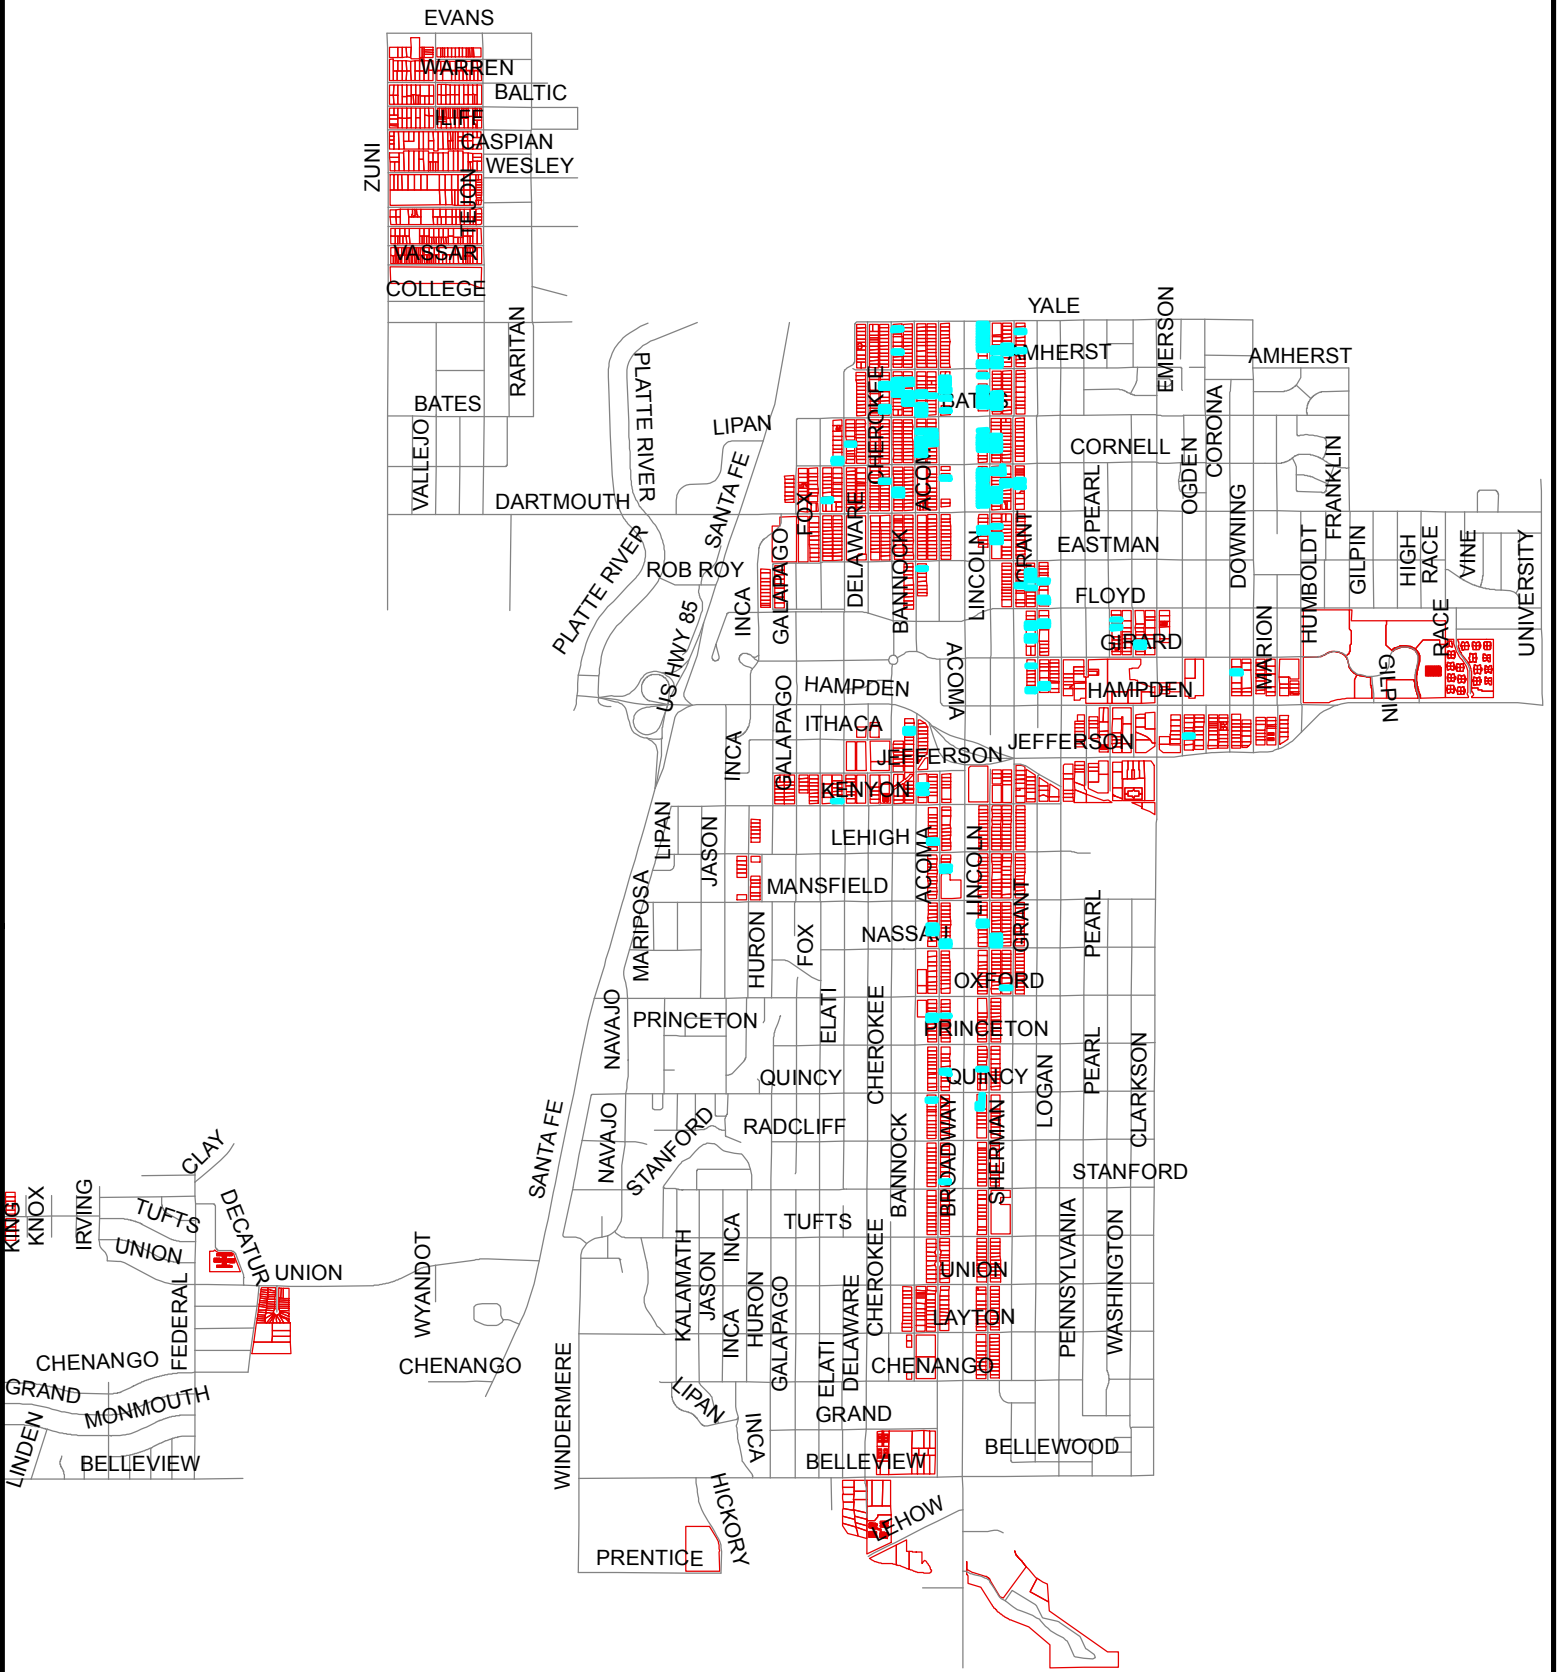 EVANS
WARREN
BALTIC
ILIFF
CASPIAN
WESLEY
ZUNI
TEJON
VASSAR
COLLEGE
RARITAN
BATES
VALLEJO
DARTMOUTH
PLATTE RIVER
LIPAN
SANTA FE
PLATTE RIVER
ROB ROY
US HWY 85
YALE
AMHERST
EMERSON
AMHERST
CHEROKEE
BATES
CORNELL
CORONA
FRANKLIN
ACOMA
OGDEN
PEARL
FOX
DELAWARE
DOWNING
GRANT
EASTMAN
HUMBOLDT
GILPIN
HIGH
RACE
VINE
UNIVERSITY
GALAPAGO
BANNOCK
LINCOLN
INCA
FLOYD
GIRARD
MARION
RACE
GILPIN
ACOMA
HAMPDEN
HAMPDEN
GALAPAGO
ITHACA
INCA
JEFFERSON
JEFFERSON
KENYON
LIPAN
JASON
LEHIGH
ACOMA
LINCOLN
MANSFIELD
MARIPOSA
HURON
FOX
NASSAU
GRANT
PEARL
OXFORD
NAVAJO
PRINCETON
ELATI
CHEROKEE
PRINCETON
QUINCY
QUINCY
LOGAN
PEARL
CLARKSON
SANTA FE
NAVAJO
STANFORD
RADCLIFF
BANNOCK
BROADWAY
SHERMAN
STANFORD
CLAY
KING
KNOX
IRVING
TUFTS
DECATUR
UNION
UNION
FEDERAL
WYANDOT
KALAMATH
JASON
INCA
TUFTS
CHEROKEE
UNION
PENNSYLVANIA
WASHINGTON
INCA
HURON
GALAPAGO
DELAWARE
ELATI
LAYTON
CHENANGO
CHENANGO
CHENANGO
GRAND
MONMOUTH
LINDEN
BELLEVIEW
WINDERMERE
LIPAN
INCA
GRAND
BELLEVIEW
BELLEWOOD
HICKORY
LEHOW
PRENTICE